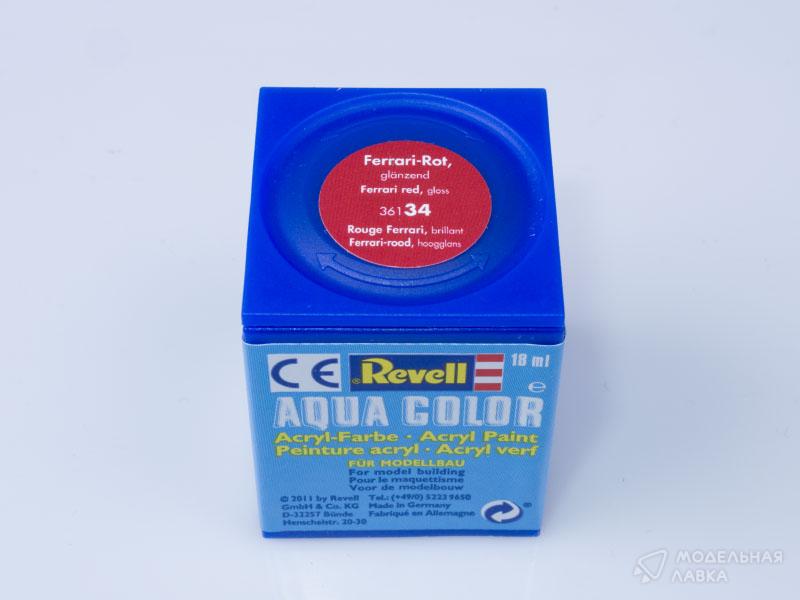 Ferrari-Rot,
glänzend
Ferrari red, gloss
36134
Rouge Ferrari, brillant
Ferrari-rood, hoogglans
CE Revell 18 ml
e
AQUA COLOR
Acryl-Farbe · Acryl Paint
Peinture acryl · Acryl verf
FÜR MODELLBAU
For model building
Pour le maquettisme
Voor de modelbouw
© 2011 by Revell Tel.: (+49/0) 5223 9650
GmbH & Co. KG Made in Germany
D-32257 Bünde Fabriqué en Allemagne
Henschelstr. 20-30
МОДЕЛЬНАЯ
ЛАВКА